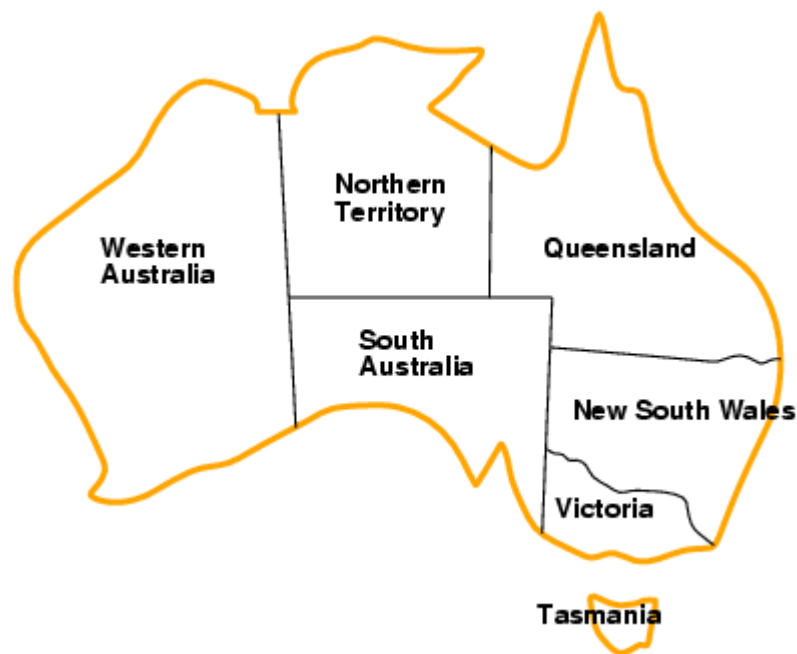 Northern
Territory
Western
Australia
Queensland
South
Australia
New South Wales
Victoria
Tasmania